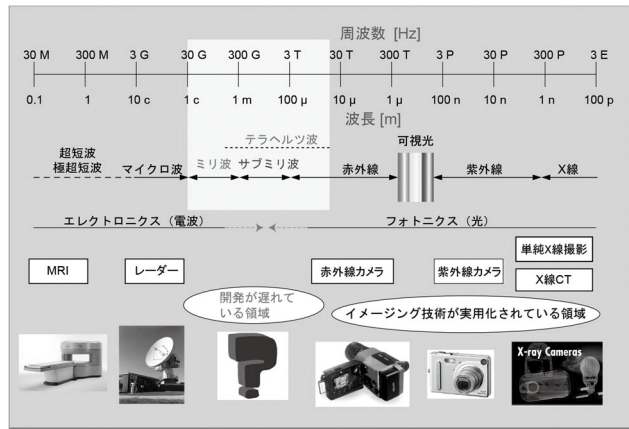 周波数 [Hz]
30 M 300 M 3 G 30 G 300 G 3 T 30 T 300 T 3 P 30 P 300 P 3 E
0.1 1 10 c 1 c 1 m 100 μ 10 μ 1 μ 100 n 10 n 1 n 100 p
波長 [m]
テラヘルツ波 可視光
超短波
極超短波 マイクロ波 ミリ波 サブミリ波 赤外線 紫外線 X線
エレクトロニクス（電波） フォトニクス（光）
単純X線撮影
MRI レーダー 赤外線カメラ 紫外線カメラ X線CT
開発が遅れて
いる領域
イメージング技術が実用化されている領域
X-ray Cameras